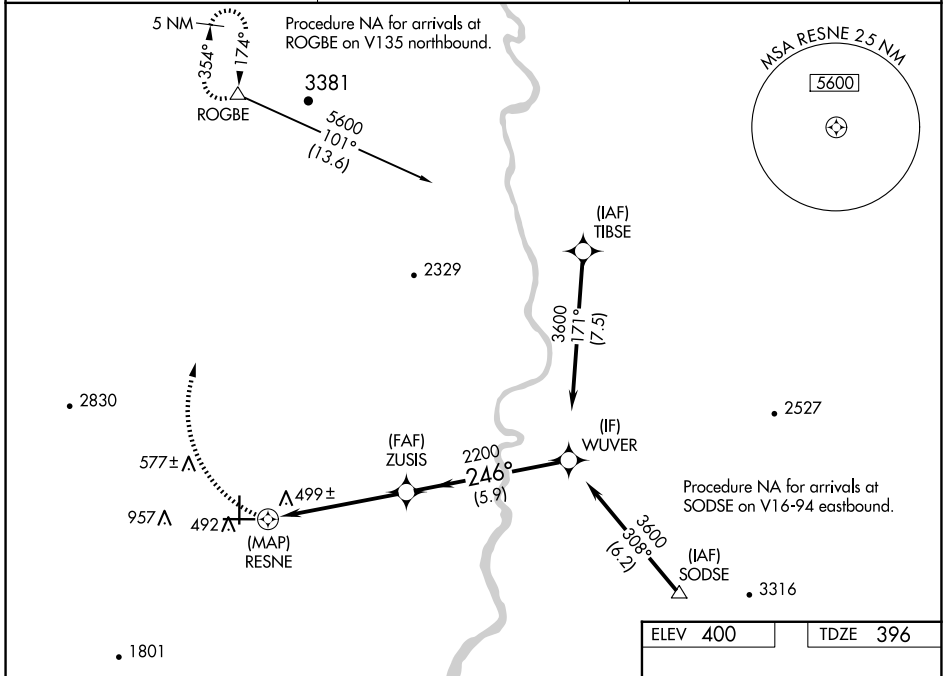 5 NM
354°
174°
ROGBE
Procedure NA for arrivals at
ROGBE on V135 northbound.
3381
5600
101°
(13.6)
MSA RESNE 25 NM
5600
(IAF)
TIBSE
2329
3600
171°
(7.5)
2830
2527
(FAF)
ZUSIS
2200
246°
(5.9)
(IF)
WUVER
577±
499±
957
492
(MAP)
RESNE
Procedure NA for arrivals at
SODSE on V16-94 eastbound.
3600
308°
(6.2)
(IAF)
SODSE
3316
1801
ELEV 400
TDZE 396